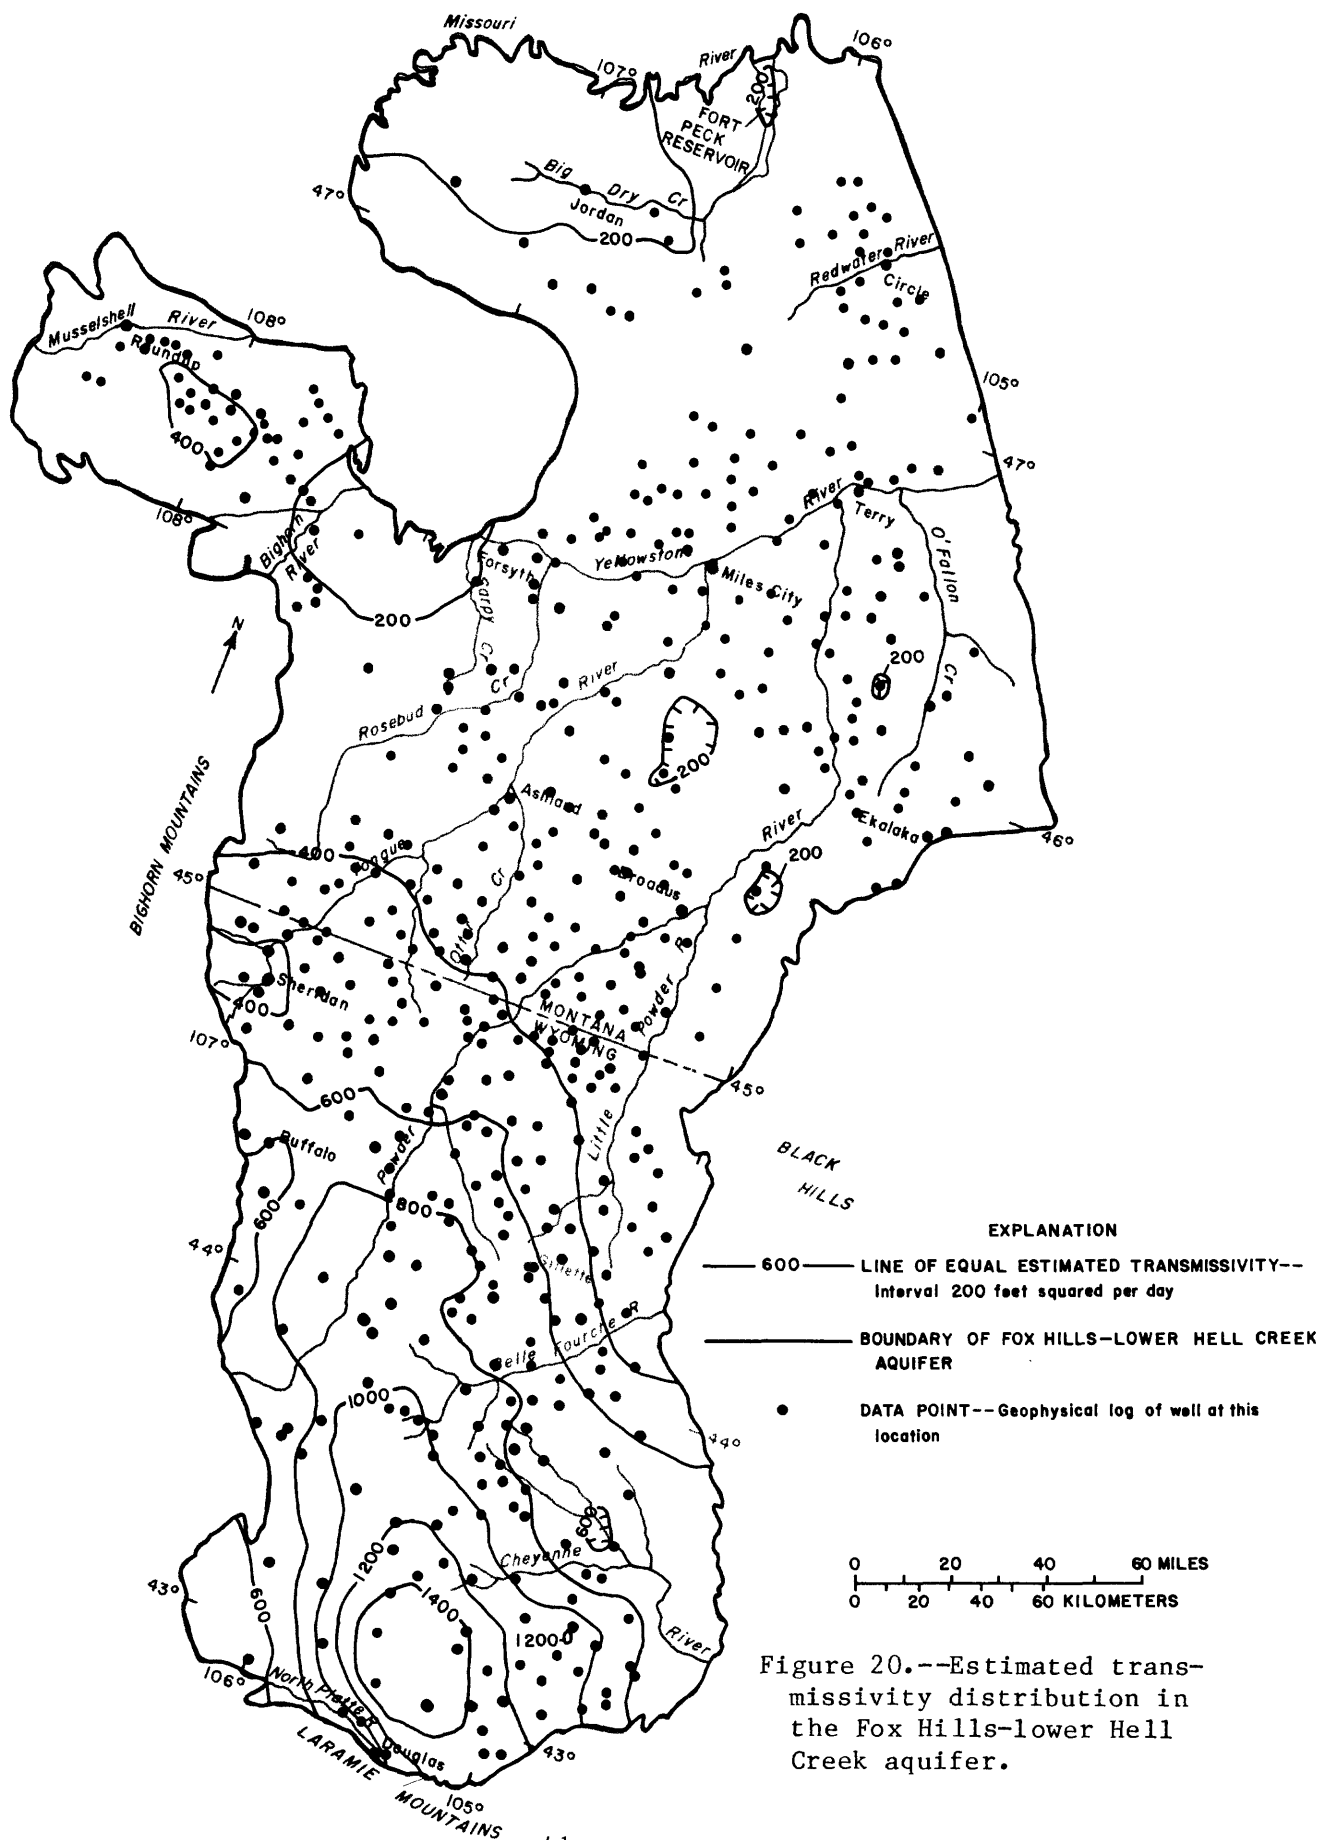 Missouri
River
106°
107°
200
FORT
PECK
RESERVOIR
Big
Dry
Cr
Jordan
47°
200
Redwater River
Circle
Musselshell
River
108°
Roundup
105°
400
47°
108°
Bighorn
River
River
Terry
O'Fallon
Cr
Yellowstone
Forsyth
Miles City
Sarpy Cr
200
N
200
River
Cr
Rosebud
200
BIGHORN MOUNTAINS
Ashland
River
Ekalaka
46°
400
Tongue
200
45°
Cr
Broadus
Otter
R
Sheridan
400
Powder
MONTANA
WYOMING
107°
45°
600
Little
Buffalo
Powder
BLACK
HILLS
600
800
44°
Gillette
EXPLANATION
600
LINE OF EQUAL ESTIMATED TRANSMISSIVITY--
Interval 200 feet squared per day
Belle Fourche R
BOUNDARY OF FOX HILLS-LOWER HELL CREEK
AQUIFER
1000
DATA POINT--Geophysical log of well at this
location
44°
600
1200
Cheyenne
0 20 40 60 MILES
0 20 40 60 KILOMETERS
43°
600
1400
1200
River
106°
North Platte R
Douglas
LARAMIE
MOUNTAINS
43°
105°
Figure 20.--Estimated trans-
missivity distribution in
the Fox Hills-lower Hell
Creek aquifer.